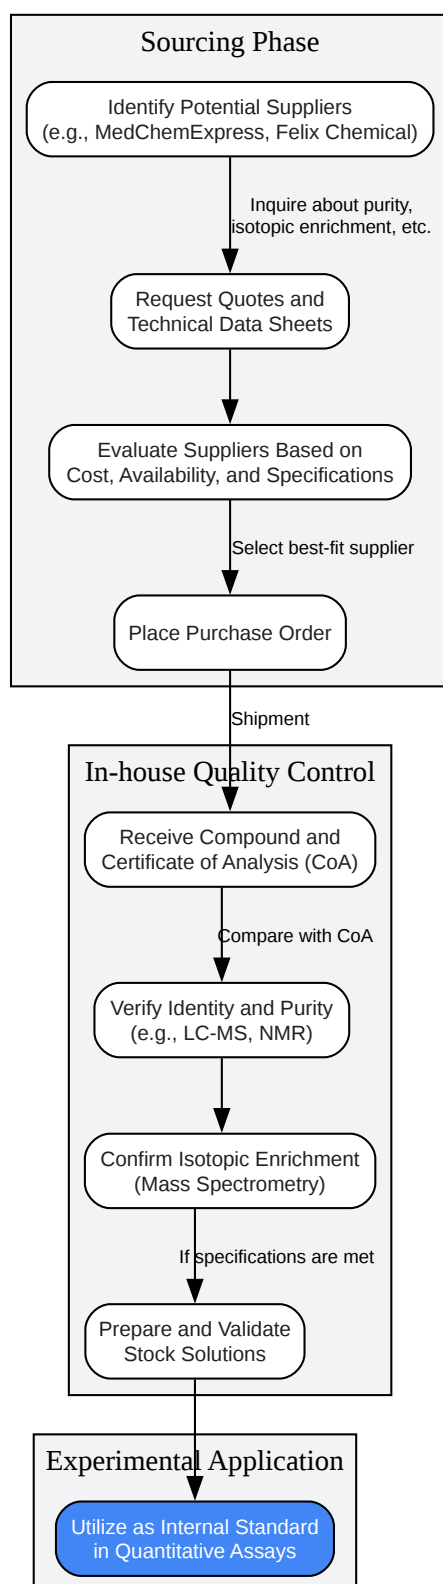 Sourcing Phase
Identify Potential Suppliers
(e.g., MedChemExpress, Felix Chemical)
Inquire about purity,
isotopic enrichment, etc.
Request Quotes and
Technical Data Sheets
Evaluate Suppliers Based on
Cost, Availability, and Specifications
Select best-fit supplier
Place Purchase Order
Shipment
In-house Quality Control
Receive Compound and
Certificate of Analysis (CoA)
Compare with CoA
Verify Identity and Purity
(e.g., LC-MS, NMR)
Confirm Isotopic Enrichment
(Mass Spectrometry)
If specifications are met
Prepare and Validate
Stock Solutions
Experimental Application
Utilize as Internal Standard
in Quantitative Assays